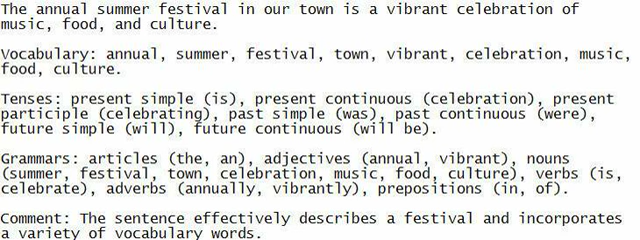 The annual summer festival in our town is a vibrant celebration of
music, food, and culture.
Vocabulary: annual, summer, festival, town, vibrant, celebration, music,
food, culture.
Tenses: present simple (is), present continuous (celebration), present
participle (celebrating), past simple (was), past continuous (were),
future simple (will), future continuous (will be).
Grammars: articles (the, an), adjectives (annual, vibrant), nouns
(summer, festival, town, celebration, music, food, culture), verbs (is,
celebrate), adverbs (annually, vibrantly), prepositions (in, of).
Comment: The sentence effectively describes a festival and incorporates
a variety of vocabulary words.